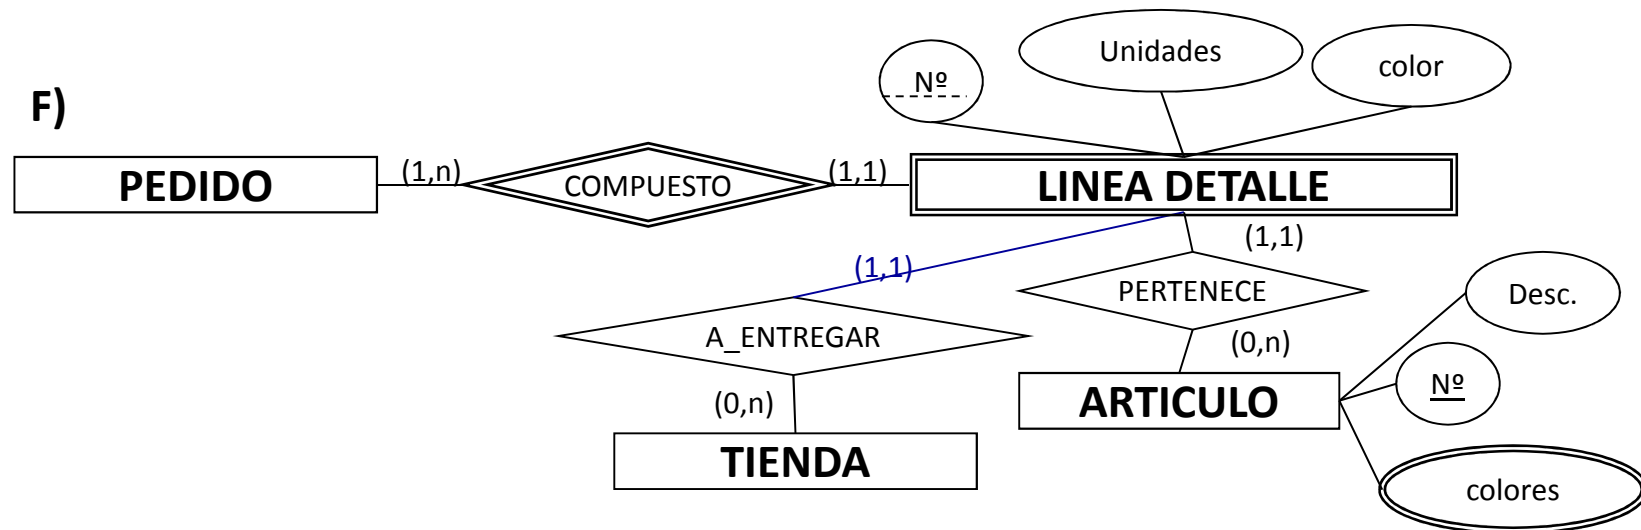 F)
Nº
Unidades
color
PEDIDO
(1,n)
COMPUESTO
(1,1)
LINEA DETALLE
(1,1)
(1,1)
PERTENECE
Desc.
A_ENTREGAR
(0,n)
Nº
(0,n)
ARTICULO
TIENDA
colores